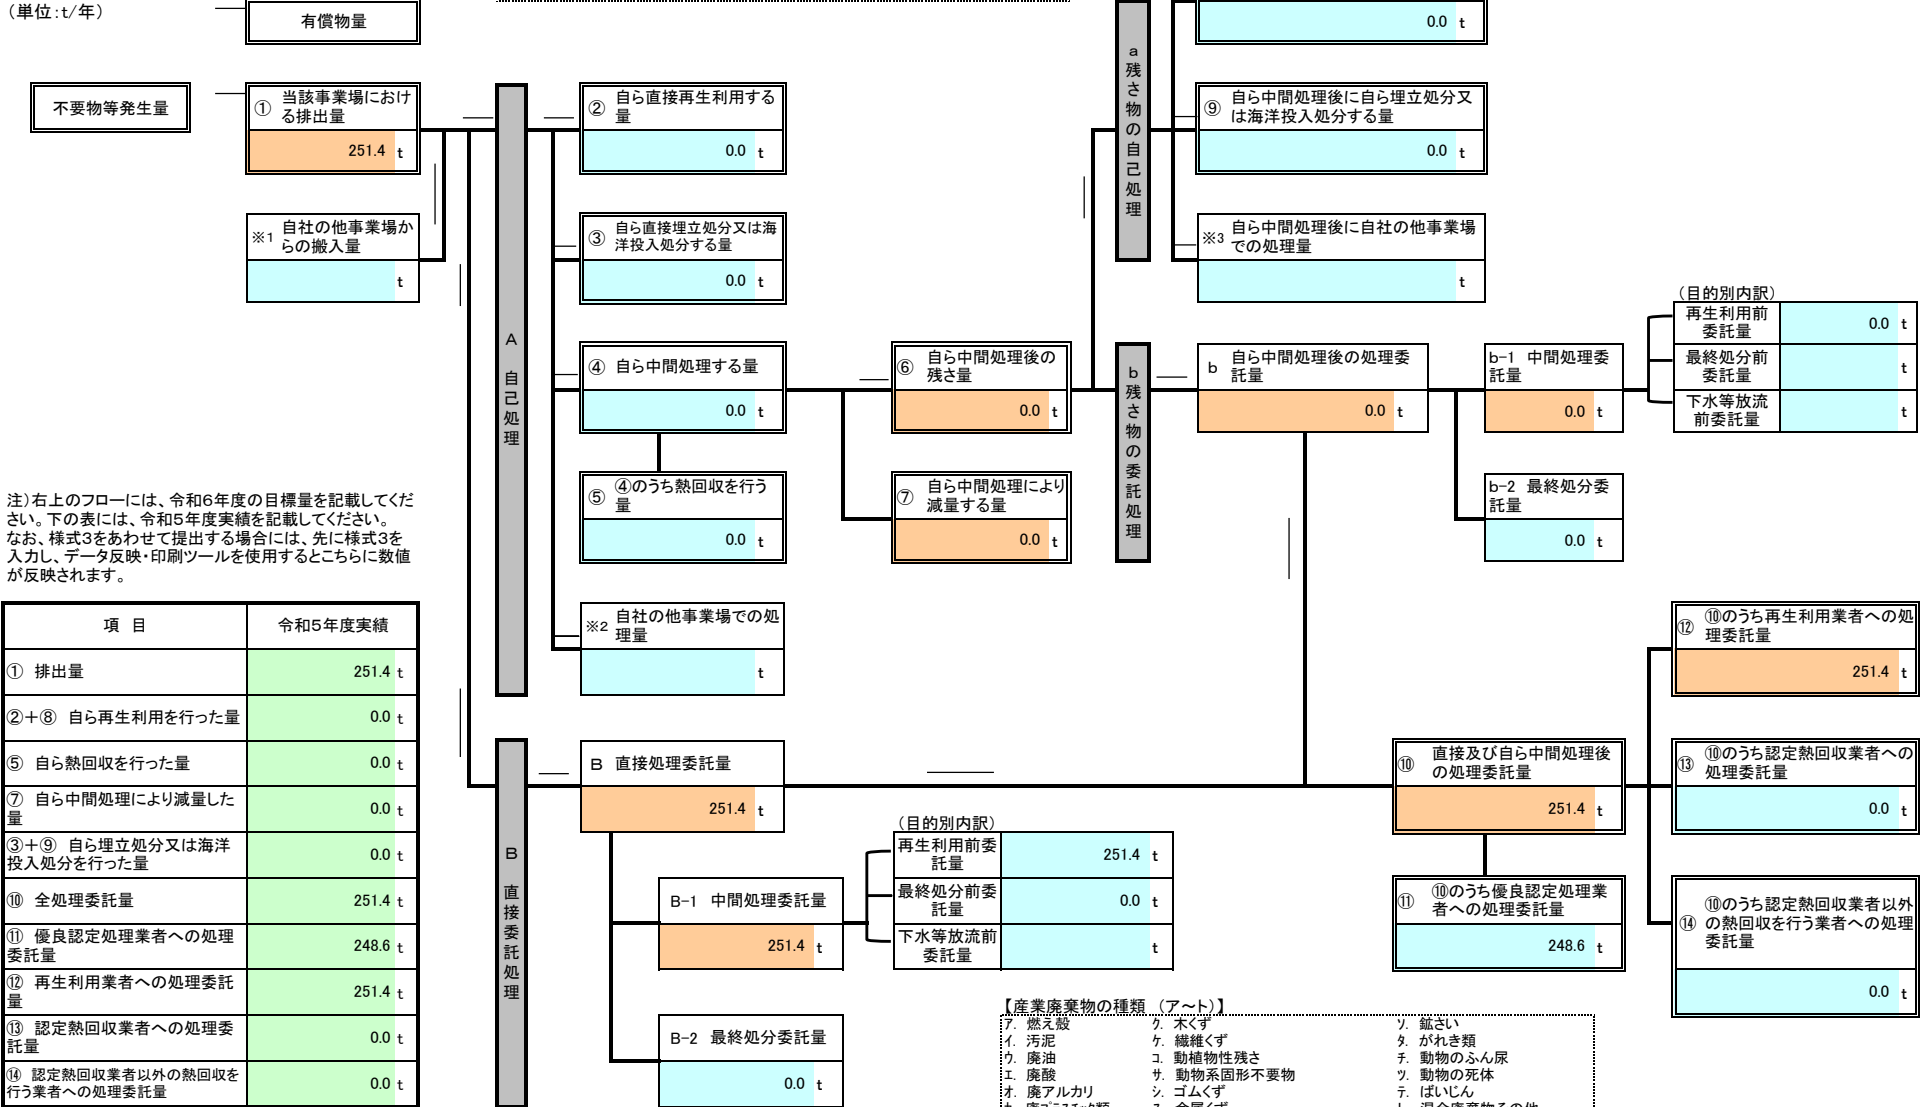 (単位:t/年)
有償物量
0.0 t
不要物等発生量
① 当該事業場におけ
る排出量
251.4 t
※1 自社の他事業場か
らの搬入量
t
A 自己処理
② 自ら直接再生利用する
量
0.0 t
③ 自ら直接埋立処分又は海
洋投入処分する量
0.0 t
④ 自ら中間処理する量
0.0 t
⑤ ④のうち熱回収を行う
量
0.0 t
※2 自社の他事業場での処
理量
t
⑥ 自ら中間処理後の
残さ量
0.0 t
⑦ 自ら中間処理により
減量する量
0.0 t
a残さ物の自己処理
⑨ 自ら中間処理後に自ら埋立処分又
は海洋投入処分する量
0.0 t
※3 自ら中間処理後に自社の他事業場
での処理量
t
b残さ物の委託処理
b 自ら中間処理後の処理委
託量
0.0 t
b-1 中間処理委
託量
0.0 t
b-2 最終処分委
託量
0.0 t
(目的別内訳)
再生利用前
委託量
0.0 t
最終処分前
委託量
t
下水等放流
前委託量
t
注)右上のフローには、令和6年度の目標量を記載してくだ
さい。下の表には、令和5年度実績を記載してください。
なお、様式3をあわせて提出する場合には、先に様式3を
入力し、データ反映・印刷ツールを使用するとこちらに数値
が反映されます。
項 目 令和5年度実績
① 排出量 251.4 t
②+⑧ 自ら再生利用を行った量 0.0 t
⑤ 自ら熱回収を行った量 0.0 t
⑦ 自ら中間処理により減量した
量 0.0 t
③+⑨ 自ら埋立処分又は海洋
投入処分を行った量 0.0 t
⑩ 全処理委託量 251.4 t
⑪ 優良認定処理業者への処理
委託量 248.6 t
⑫ 再生利用業者への処理委託
量 251.4 t
⑬ 認定熱回収業者への処理委
託量 0.0 t
⑭ 認定熱回収業者以外の熱回収を
行う業者への処理委託量 0.0 t
B 直接委託処理
B 直接処理委託量
251.4 t
B-1 中間処理委託量
251.4 t
B-2 最終処分委託量
0.0 t
(目的別内訳)
再生利用前委
託量
251.4 t
最終処分前委
託量
0.0 t
下水等放流前
委託量
t
⑩ 直接及び自ら中間処理後
の処理委託量
251.4 t
⑪ ⑩のうち優良認定処理業
者への処理委託量
248.6 t
⑫ ⑩のうち再生利用業者への処
理委託量
251.4 t
⑬ ⑩のうち認定熱回収業者への
処理委託量
0.0 t
⑭ ⑩のうち認定熱回収業者以外
の熱回収を行う業者への処理
委託量
0.0 t
【産業廃棄物の種類 (ア~ト)】
ア. 燃え殻 ク. 木くず ソ. 鉱さい
イ. 汚泥 ケ. 繊維くず タ. がれき類
ウ. 廃油 コ. 動植物性残さ チ. 動物のふん尿
エ. 廃酸 サ. 動物系固形不要物 ツ. 動物の死体
オ. 廃アルカリ シ. ゴムくず テ. ばいじん